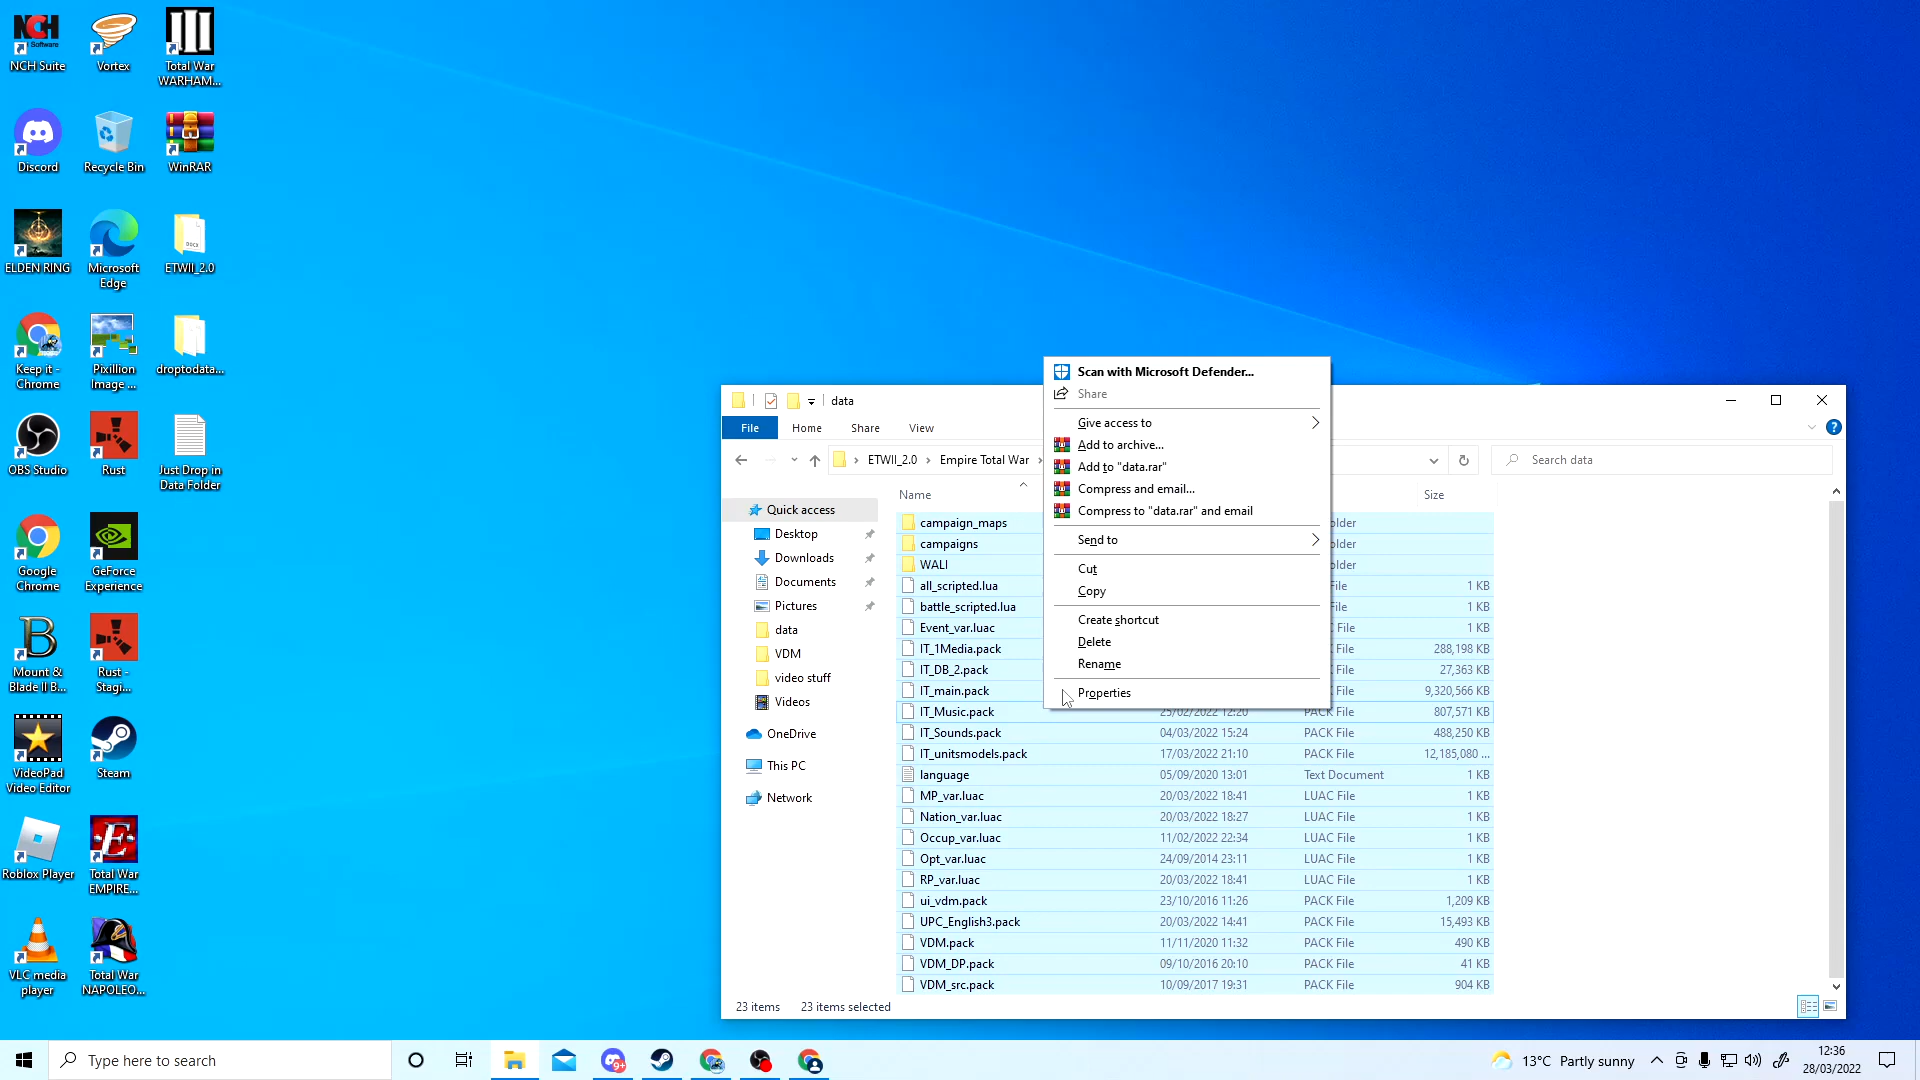 NCH Suite
Vortex
Total War
WARHAM...
Discord
Recycle Bin
WinRAR
ELDEN RING
Microsoft
Edge
ETWII_2.0
Keep it -
Chrome
Pixillion
Image ...
droptodata...
OBS Studio
Rust
Just Drop in
Data Folder
Google
Chrome
GeForce
Experience
Mount &
Blade II B...
Rust -
Stagi...
VideoPad
Video Editor
Steam
Roblox Player
Total War
EMPIRE...
VLC media
player
Total War
NAPOLEO...
data
File Home Share View
ETWII_2.0 Empire Total War
Search data
Name Size
Quick access
Desktop
Downloads
Documents
Pictures
data
VDM
video stuff
Videos
OneDrive
This PC
Network
campaign_maps older
campaigns older
WALI older
all_scripted.lua File 1 KB
battle_scripted.lua File 1 KB
Event_var.luac File 1 KB
IT_1Media.pack File 288,198 KB
IT_DB_2.pack File 27,363 KB
IT_main.pack File 9,320,566 KB
IT_Music.pack 25/02/2022 12:20 PACK File 807,571 KB
IT_Sounds.pack 04/03/2022 15:24 PACK File 488,250 KB
IT_unitsmodels.pack 17/03/2022 21:10 PACK File 12,185,080 ...
language 05/09/2020 13:01 Text Document 1 KB
MP_var.luac 20/03/2022 18:41 LUAC File 1 KB
Nation_var.luac 20/03/2022 18:27 LUAC File 1 KB
Occup_var.luac 11/02/2022 22:34 LUAC File 1 KB
Opt_var.luac 24/09/2014 23:11 LUAC File 1 KB
RP_var.luac 20/03/2022 18:41 LUAC File 1 KB
ui_vdm.pack 23/10/2016 11:26 PACK File 1,209 KB
UPC_English3.pack 20/03/2022 14:41 PACK File 15,493 KB
VDM.pack 11/11/2020 11:32 PACK File 490 KB
VDM_DP.pack 09/10/2016 20:10 PACK File 41 KB
VDM_src.pack 10/09/2017 19:31 PACK File 904 KB
23 items 23 items selected
Scan with Microsoft Defender...
Share
Give access to
Add to archive...
Add to "data.rar"
Compress and email...
Compress to "data.rar" and email
Send to
Cut
Copy
Create shortcut
Delete
Rename
Properties
Type here to search
13°C Partly sunny
12:36
28/03/2022